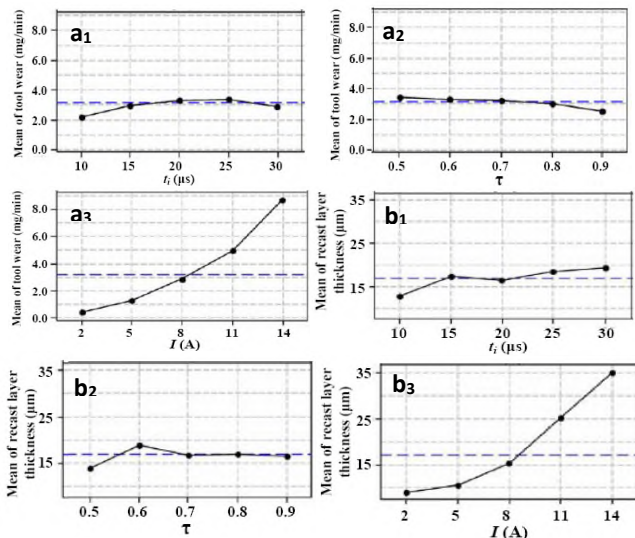 a1
Mean of tool wear (mg/min)
8.0
6.0
4.0
2.0
0.0
10 15 20 25 30
ti (µs)
a2
Mean of tool wear (mg/min)
8.0
6.0
4.0
2.0
0.0
0.5 0.6 0.7 0.8 0.9
τ
a3
Mean of tool wear (mg/min)
8.0
6.0
4.0
2.0
0.0
2 5 8 11 14
I (A)
b1
Mean of recast layer
thickness (µm)
35
25
15
10 15 20 25 30
ti (µs)
b2
Mean of recast layer
thickness (µm)
35
25
15
0.5 0.6 0.7 0.8 0.9
τ
b3
Mean of recast layer
thickness (µm)
35
25
15
2 5 8 11 14
I (A)